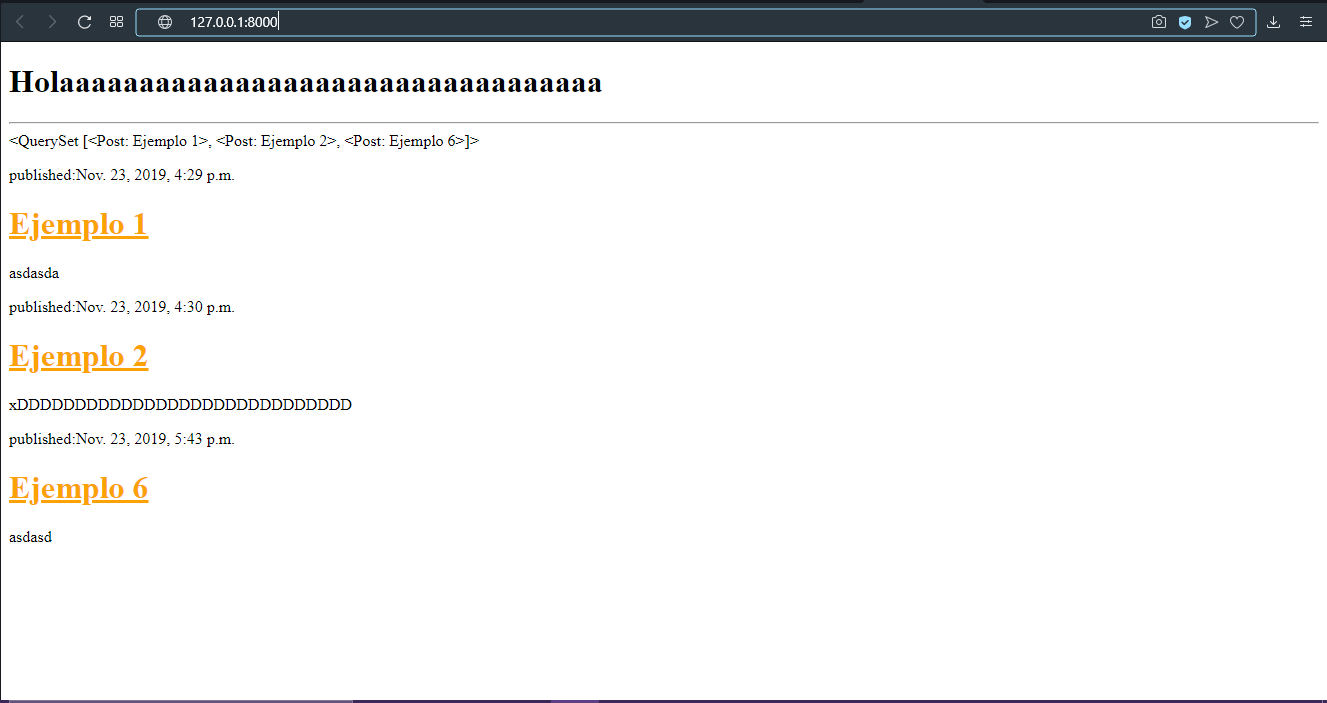 127.0.0.1:8000
Holaaaaaaaaaaaaaaaaaaaaaaaaaaaaaaaaaa
<QuerySet [<Post: Ejemplo 1>, <Post: Ejemplo 2>, <Post: Ejemplo 6>]>
published:Nov. 23, 2019, 4:29 p.m.
Ejemplo 1
asdasda
published:Nov. 23, 2019, 4:30 p.m.
Ejemplo 2
xDDDDDDDDDDDDDDDDDDDDDDDDDDDDD
published:Nov. 23, 2019, 5:43 p.m.
Ejemplo 6
asdasd